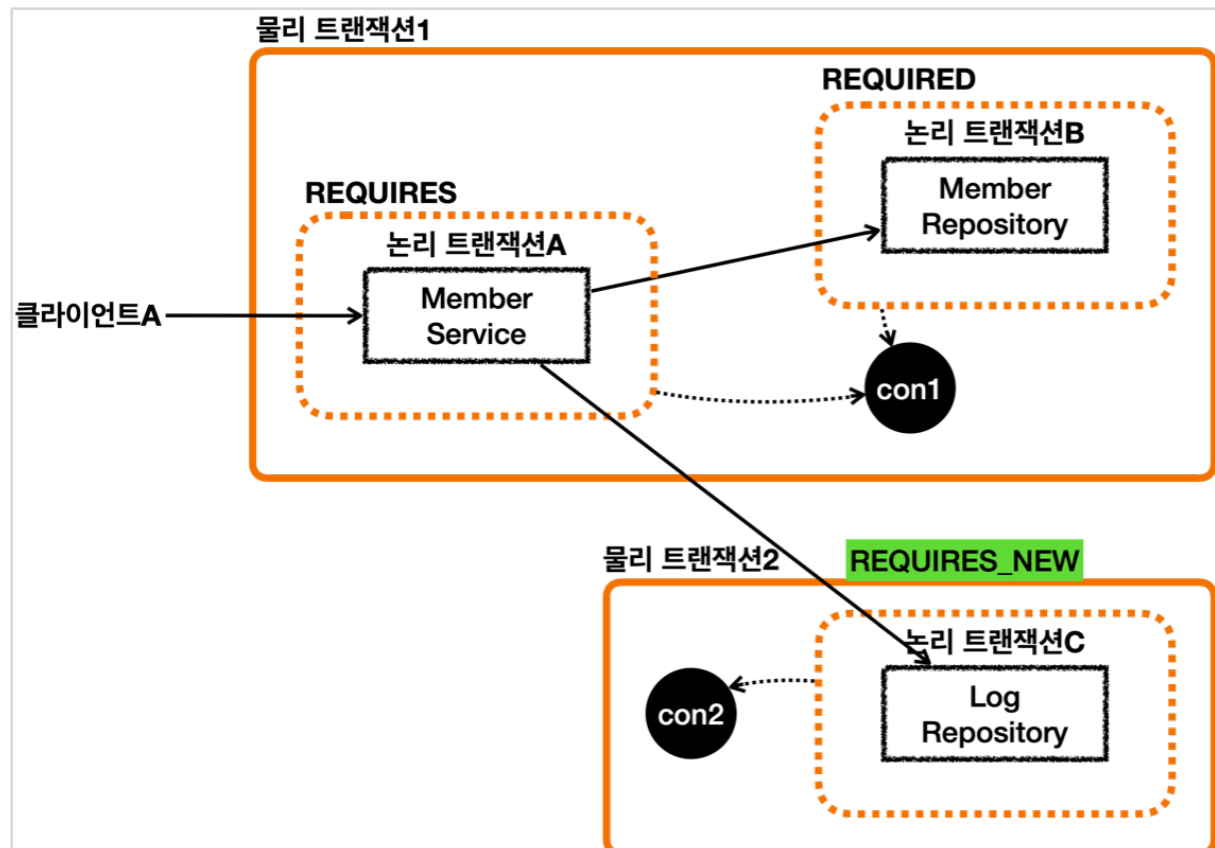 물리 트랜잭션1
REQUIRED
논리 트랜잭션B
Member
Repository
REQUIRES
논리 트랜잭션A
Member
Service
클라이언트A
con1
물리 트랜잭션2
REQUIRES_NEW
논리 트랜잭션C
Log
Repository
con2